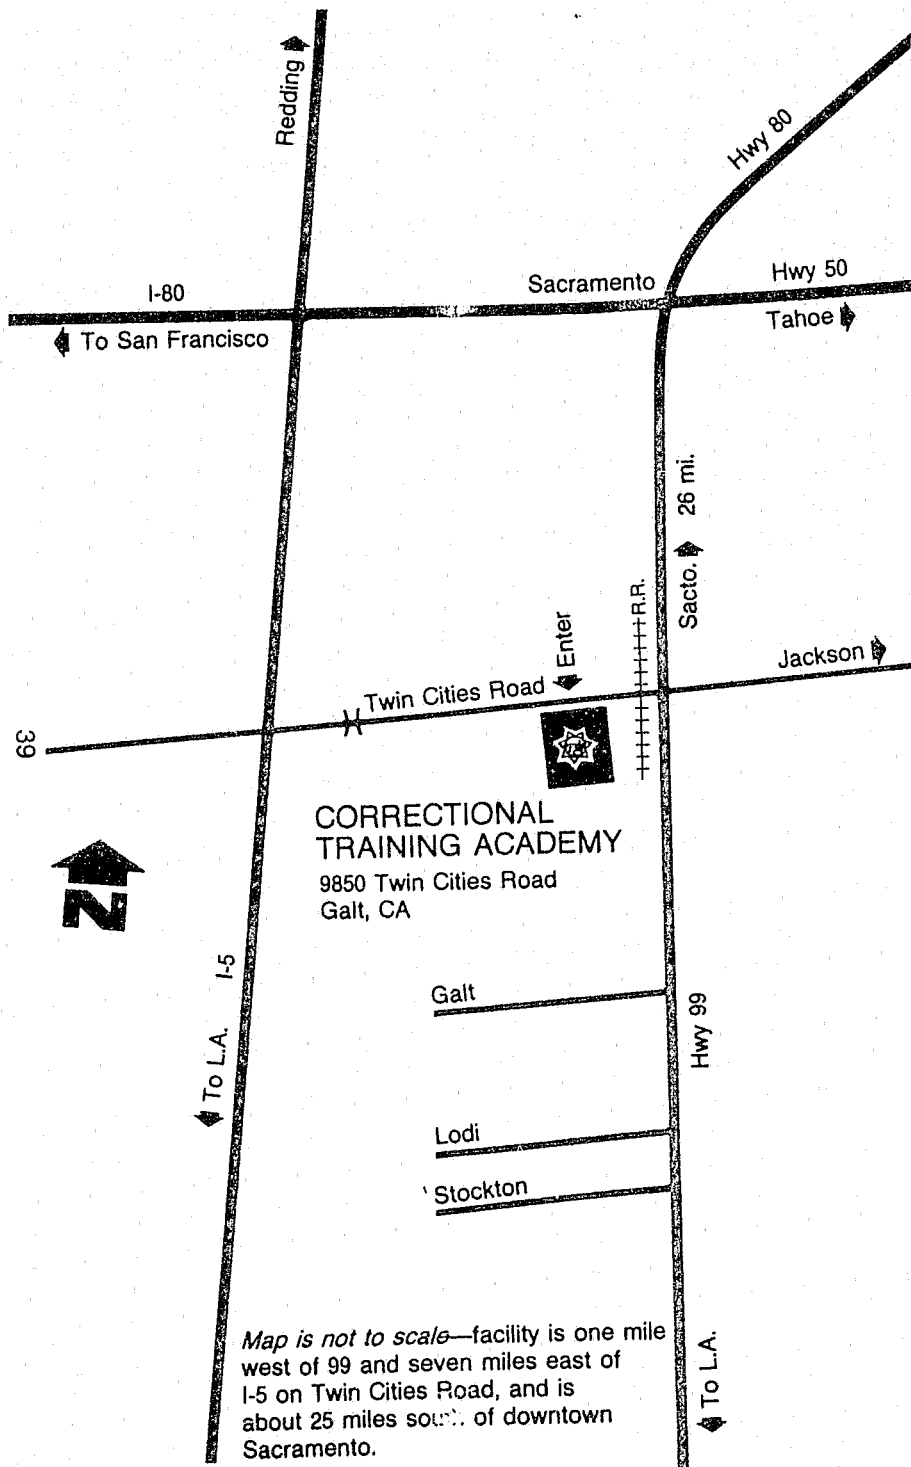 Redding
Hwy 80
I-80
Sacramento
Hwy 50
To San Francisco
Tahoe
26 mi.
Sacto.
R.R.
Enter
Jackson
Twin Cities Road
39
CORRECTIONAL
TRAINING ACADEMY
9850 Twin Cities Road
Galt, CA
N
I-5
To L.A.
Galt
Hwy 99
Lodi
Stockton
Map is not to scale—facility is one mile
west of 99 and seven miles east of
I-5 on Twin Cities Road, and is
about 25 miles south of downtown
Sacramento.
To L.A.